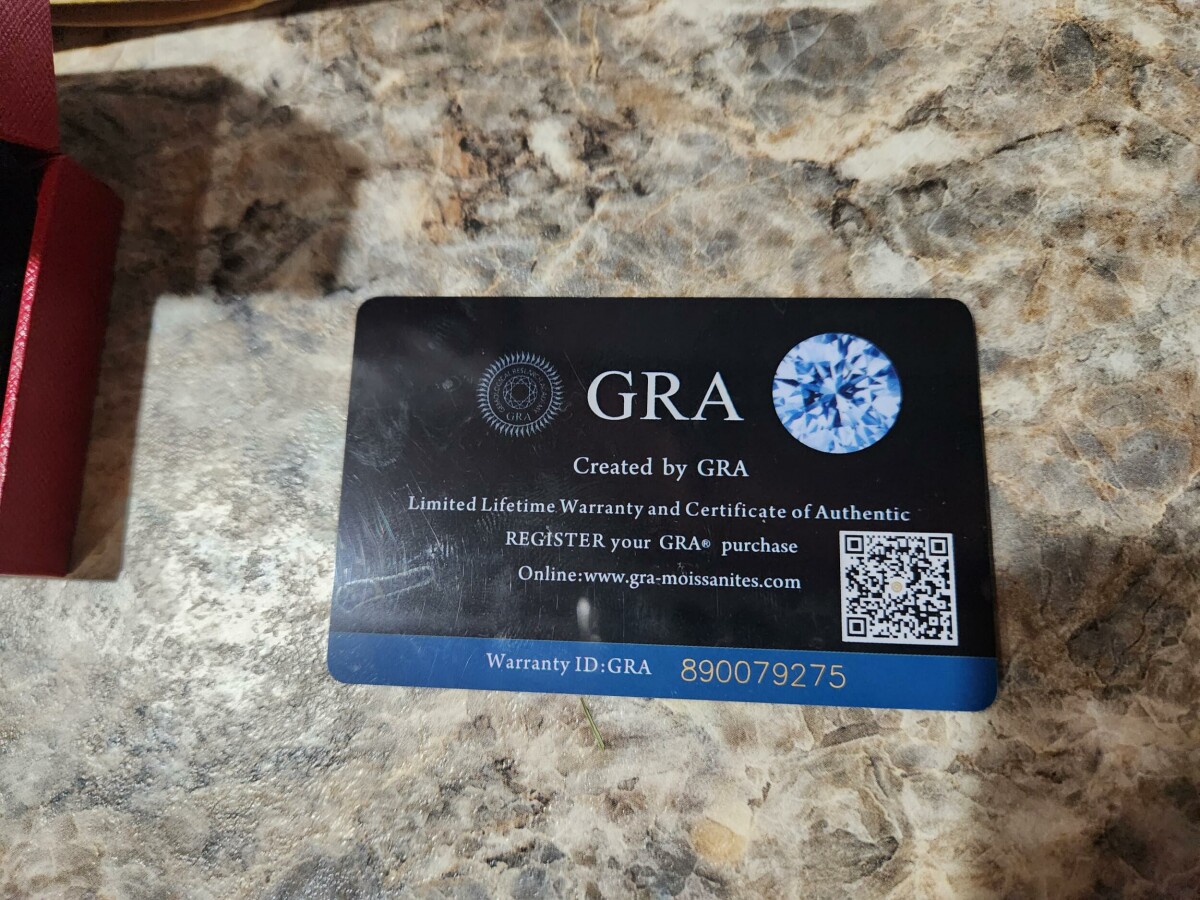 GRA
GRA
Created by GRA
Limited Lifetime Warranty and Certificate of Authentic
REGISTER your GRA® purchase
Online:www.gra-moissanites.com
Warranty ID:GRA 890079275